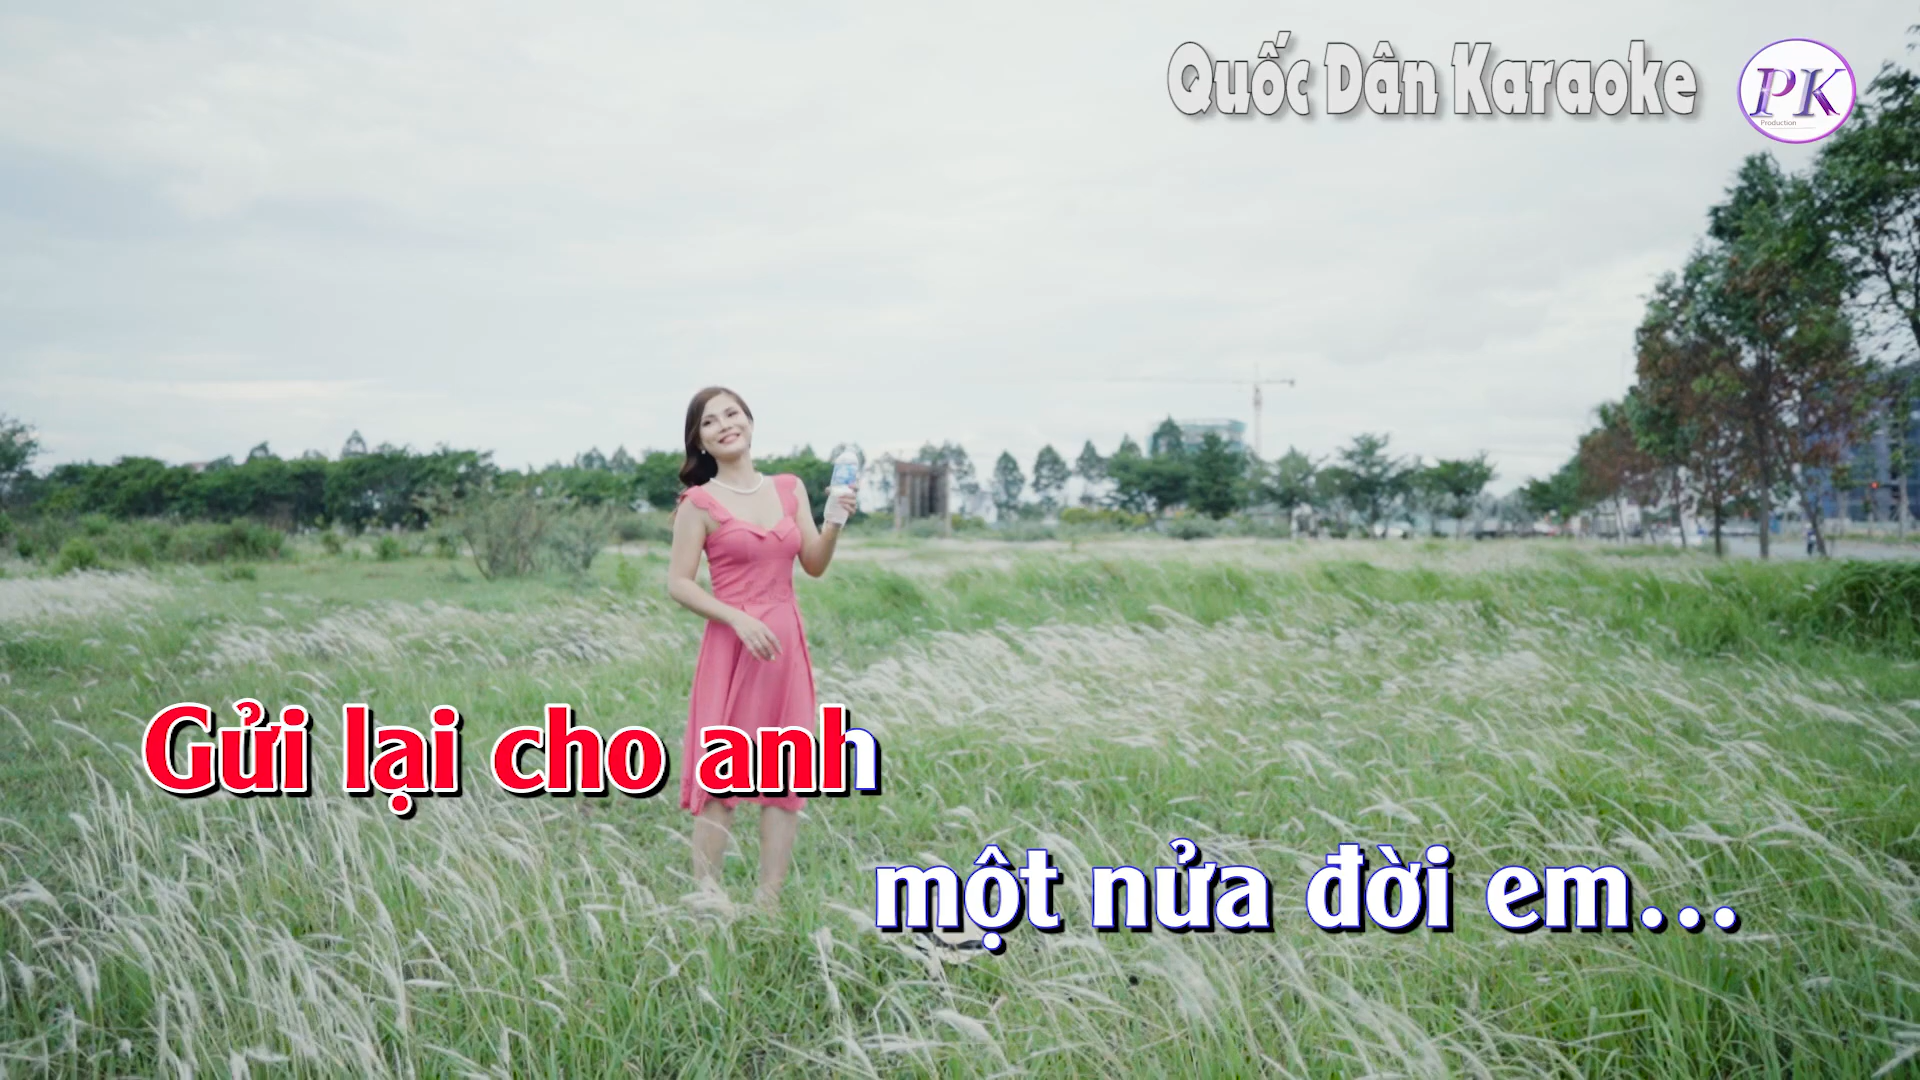 Quốc Dân Karaoke
PK
Production
Gửi lại cho anh
một nửa đời em...